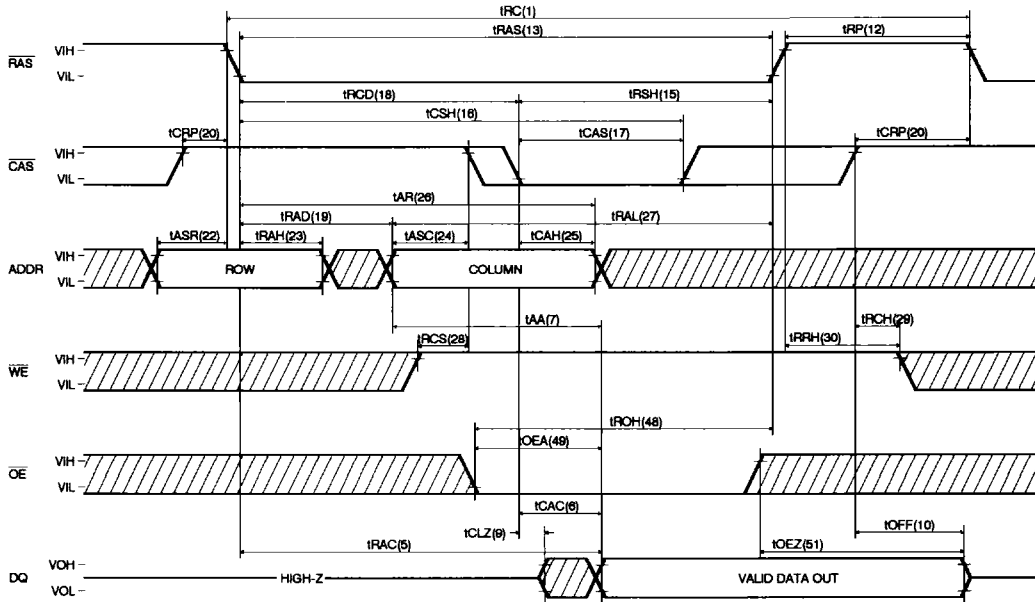 tRC(1)
tRAS(13)
tRP(12)
RAS
VIH
VIL
tRCD(18)
tRSH(15)
tCSH(16)
tCRP(20)
tCAS(17)
tCRP(20)
CAS
VIH
VIL
tAR(26)
tRAD(19)
tRAL(27)
tASR(22)
tRAH(23)
tASC(24)
tCAH(25)
ADDR
VIH
VIL
ROW
COLUMN
tAA(7)
tRCS(28)
tRCH(29)
tRRH(30)
WE
VIH
VIL
tROH(48)
tOEA(49)
OE
VIH
VIL
tCAC(6)
tCLZ(9)
tOFF(10)
tRAC(5)
tOEZ(51)
DQ
VOH
VOL
HIGH-Z
VALID DATA OUT